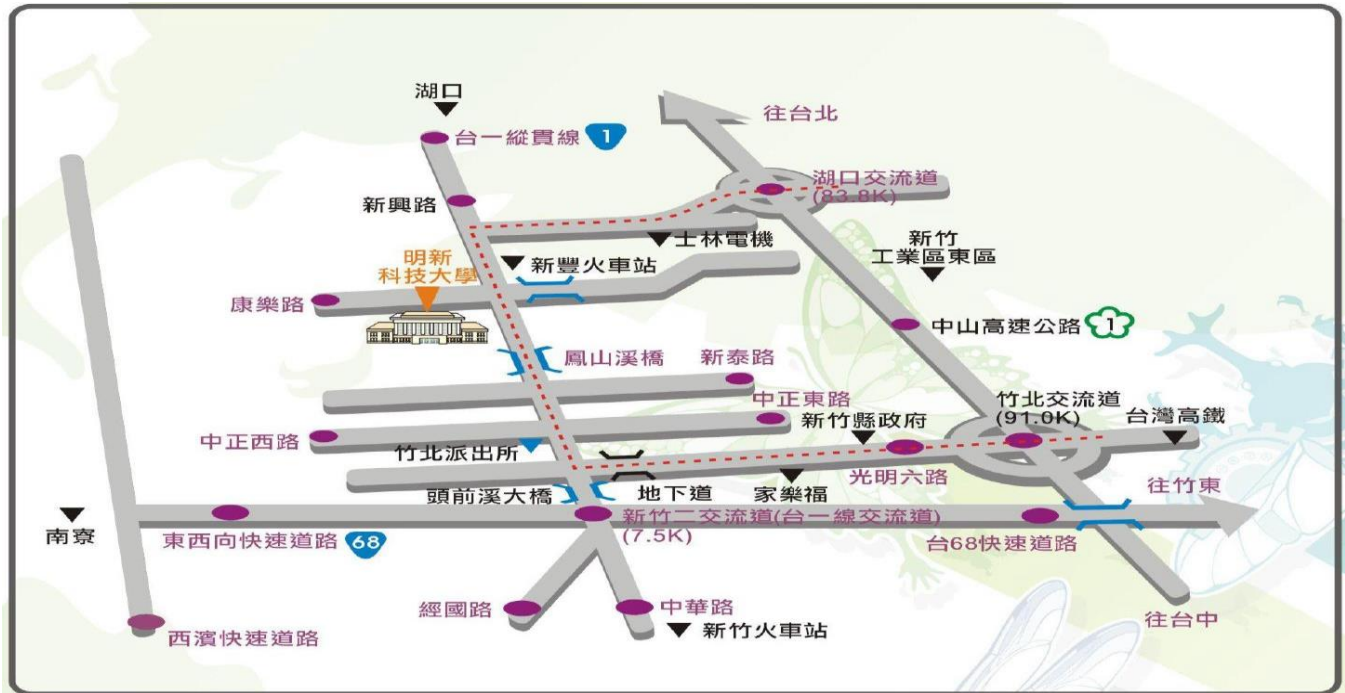 湖口
往台北
台一縱貫線 1
湖口交流道
(83.8K)
新興路
士林電機
新竹
工業區東區
明新
科技大學
新豐火車站
康樂路
中山高速公路 1
鳳山溪橋
新泰路
中正東路
竹北交流道
(91.0K)
新竹縣政府
台灣高鐵
中正西路
竹北派出所
光明六路
頭前溪大橋
地下道
家樂福
往竹東
南寮
東西向快速道路 68
新竹二交流道(台一線交流道)
(7.5K)
台68快速道路
經國路
中華路
往台中
西濱快速道路
新竹火車站